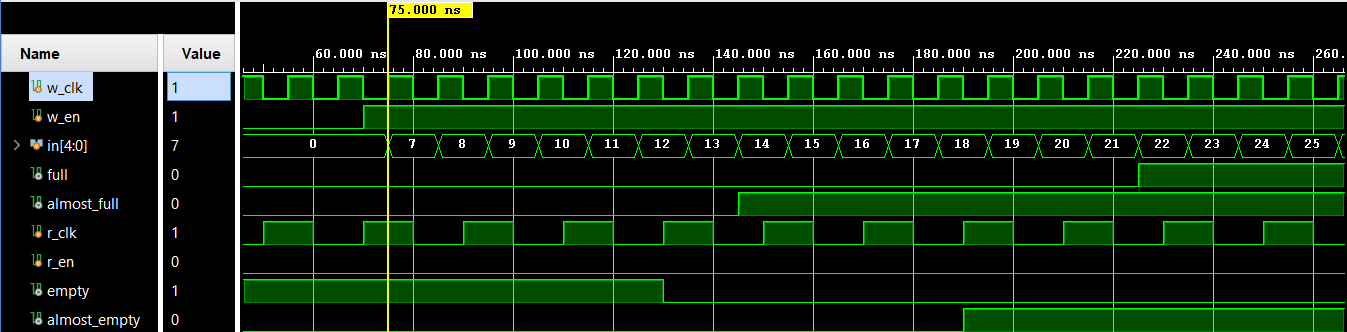 75.000 ns
Name Value
60.000 ns 80.000 ns 100.000 ns 120.000 ns 140.000 ns 160.000 ns 180.000 ns 200.000 ns 220.000 ns 240.000 ns 260.
w_clk 1
w_en 1
in[4:0] 7 0 7 8 9 10 11 12 13 14 15 16 17 18 19 20 21 22 23 24 25
full 0
almost_full 0
r_clk 1
r_en 0
empty 1
almost_empty 0